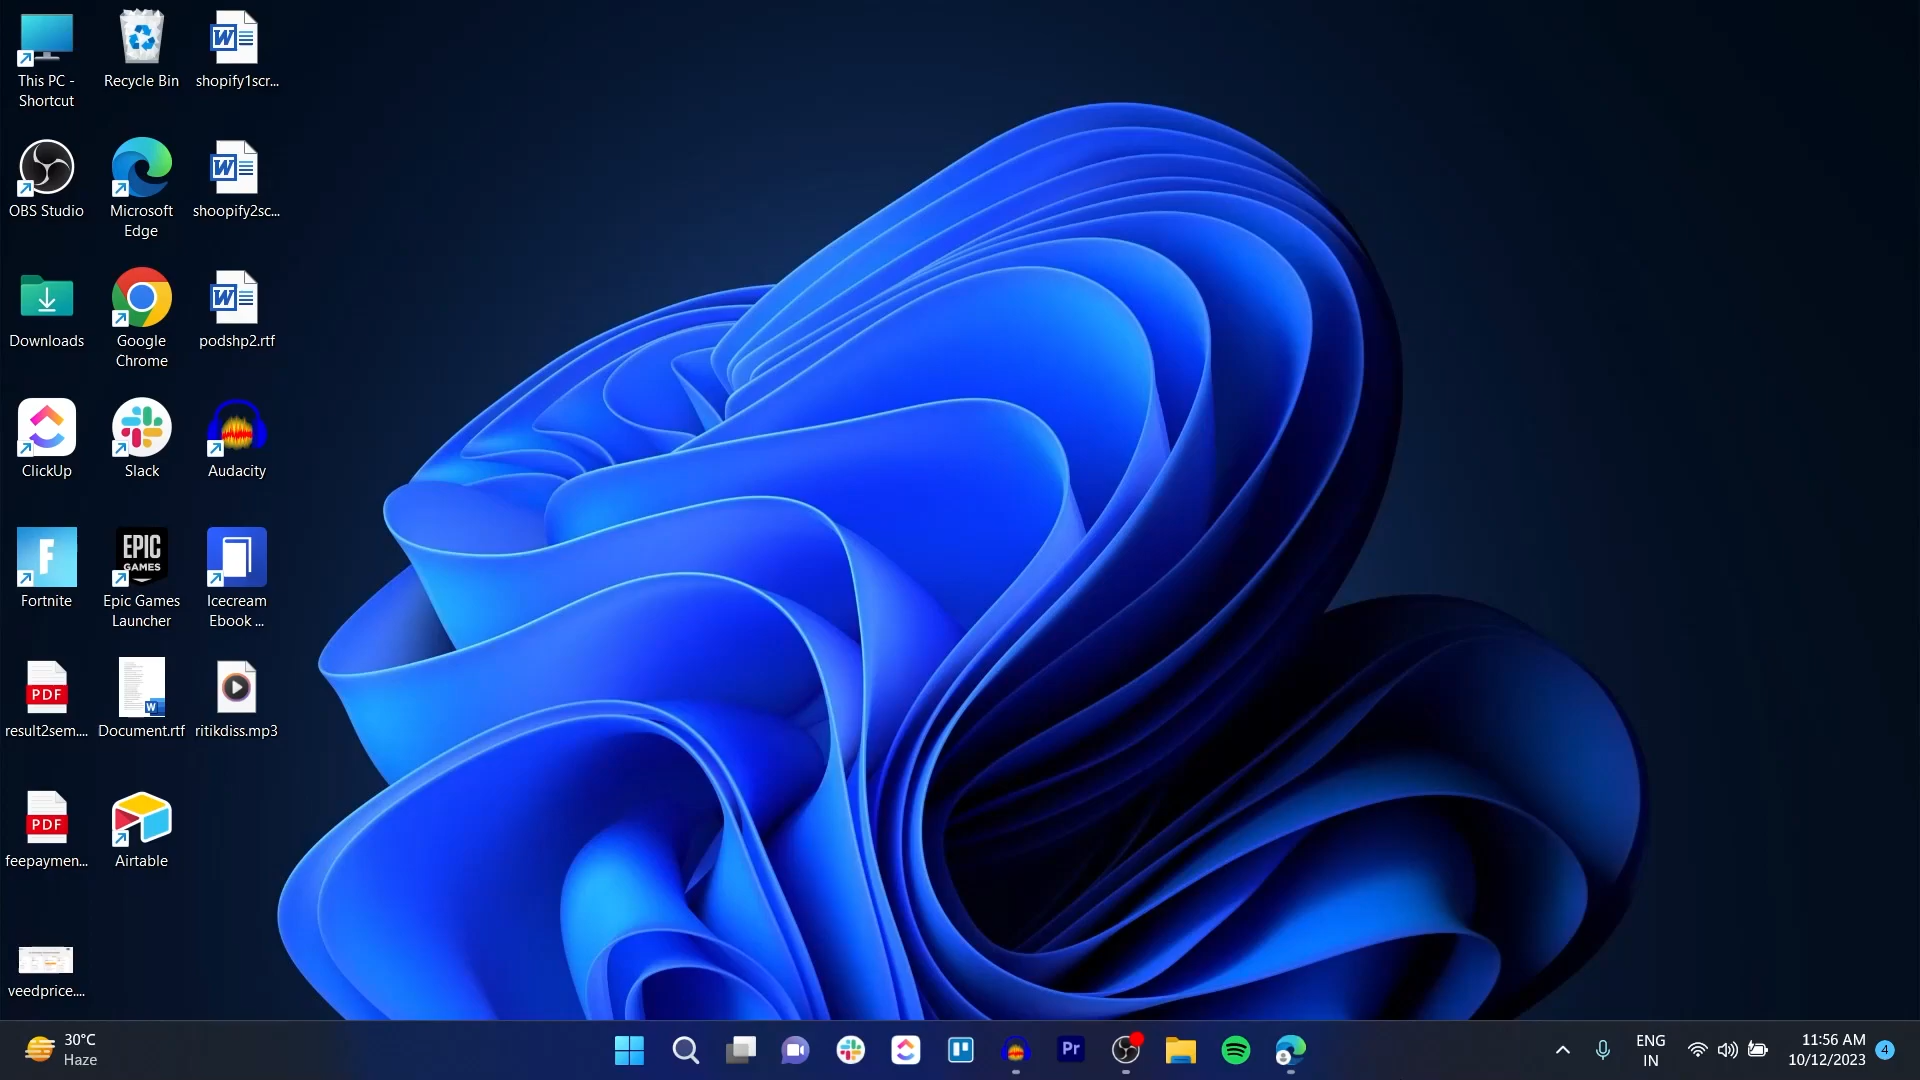 This PC -
Shortcut
Recycle Bin
shopify1scr...
OBS Studio
Microsoft
Edge
shoopify2sc...
Downloads
Google
Chrome
podshp2.rtf
ClickUp
Slack
Audacity
EPIC
GAMES
Fortnite
Epic Games
Launcher
Icecream
Ebook ...
PDF
result2sem....
Document.rtf
ritikdiss.mp3
PDF
feepaymen...
Airtable
veedprice....
30°C
Haze
Pr
ENG
IN
11:56 AM
10/12/2023
4